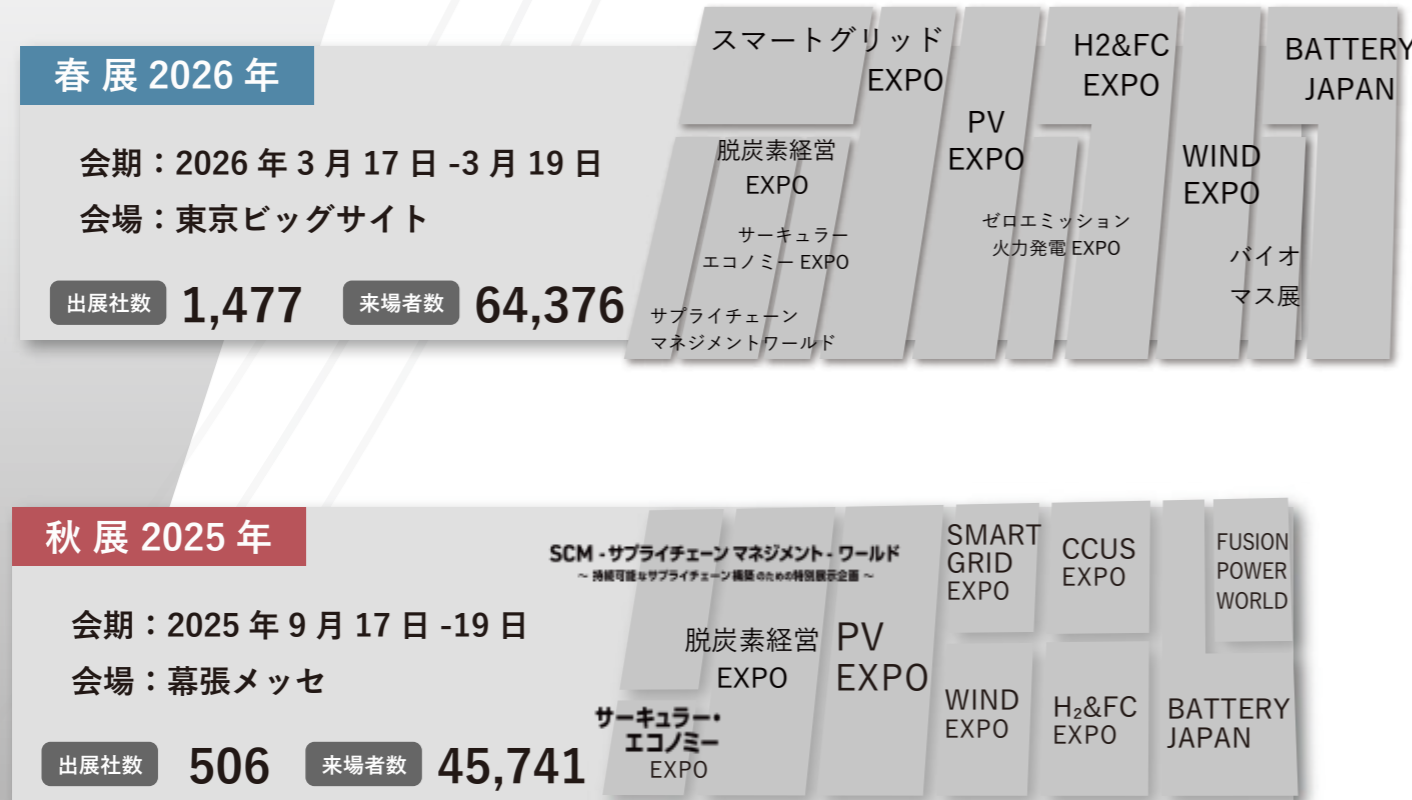 春展 2026 年
会期：2026 年 3 月 17 日 -3 月 19 日
会場：東京ビッグサイト
出展社数 1,477 来場者数 64,376
スマートグリッド
EXPO
脱炭素経営
EXPO
サーキュラー
エコノミー EXPO
サプライチェーン
マネジメントワールド
PV
EXPO
H2&FC
EXPO
ゼロエミッション
火力発電 EXPO
WIND
EXPO
バイオ
マス展
BATTERY
JAPAN
秋展 2025 年
会期：2025 年 9 月 17 日 -19 日
会場：幕張メッセ
出展社数 506 来場者数 45,741
SCM - サプライチェーン マネジメント - ワールド
～ 持続可能なサプライチェーン構築のための特別展示企画 ～
脱炭素経営
EXPO
サーキュラー・
エコノミー
EXPO
PV
EXPO
SMART
GRID
EXPO
CCUS
EXPO
FUSION
POWER
WORLD
WIND
EXPO
H₂&FC
EXPO
BATTERY
JAPAN